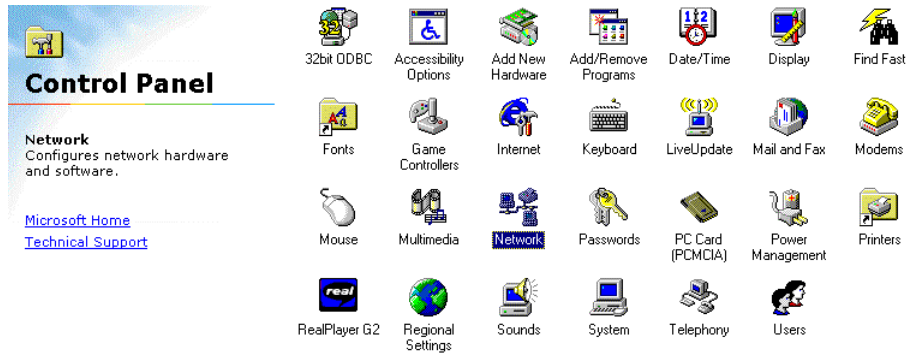 Control Panel
Network
Configures network hardware
and software.
Microsoft Home
Technical Support
32
1 2
32bit ODBC
Accessibility
Options
Add New
Hardware
Add/Remove
Programs
Date/Time
Display
Find Fast
Fonts
Game
Controllers
Internet
Keyboard
LiveUpdate
Mail and Fax
Modems
Mouse
Multimedia
Network
Passwords
PC Card
(PCMCIA)
Power
Management
Printers
real
RealPlayer G2
Regional
Settings
Sounds
System
Telephony
Users